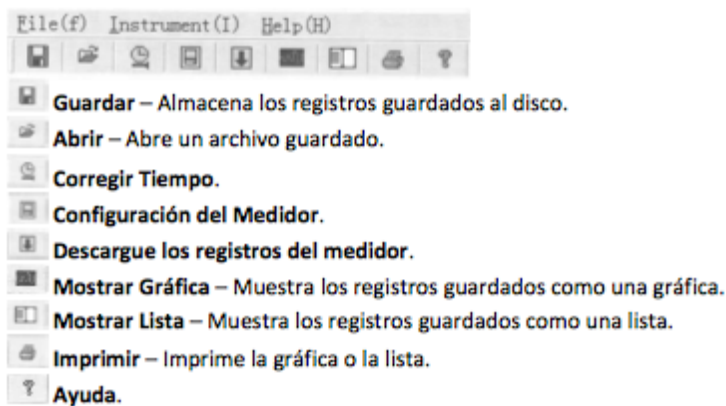 File(f) Instrument(I) Help(H)
Guardar – Almacena los registros guardados al disco.
Abrir – Abre un archivo guardado.
Corregir Tiempo.
Configuración del Medidor.
Descargue los registros del medidor.
Mostrar Gráfica – Muestra los registros guardados como una gráfica.
Mostrar Lista – Muestra los registros guardados como una lista.
Imprimir – Imprime la gráfica o la lista.
Ayuda.